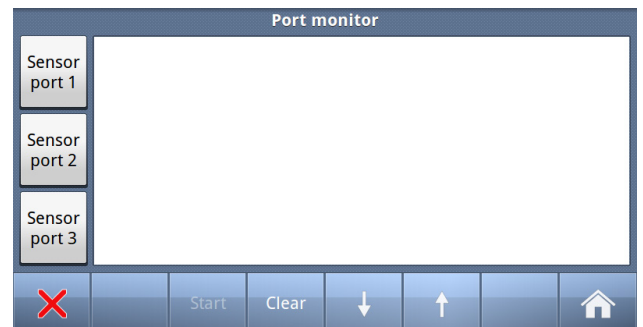 Port monitor
Sensor
port 1
Sensor
port 2
Sensor
port 3
Start
Clear